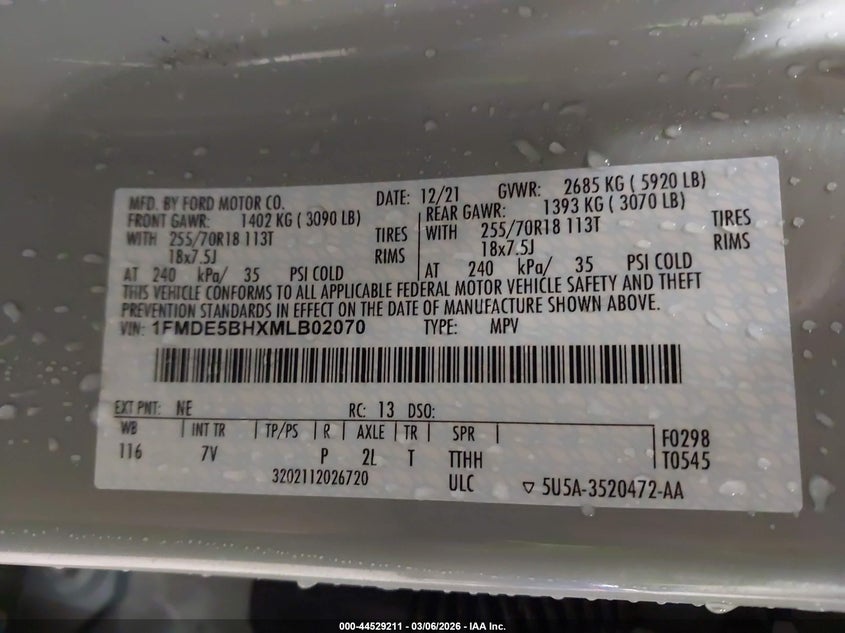 MFD. BY FORD MOTOR CO. DATE: 12/21 GVWR: 2685 KG ( 5920 LB)
FRONT GAWR: 1402 KG ( 3090 LB) REAR GAWR: 1393 KG ( 3070 LB)
WITH 255/70R18 113T TIRES WITH 255/70R18 113T TIRES
18x7.5J RIMS 18x7.5J RIMS
AT 240 kPa/ 35 PSI COLD AT 240 kPa/ 35 PSI COLD
THIS VEHICLE CONFORMS TO ALL APPLICABLE FEDERAL MOTOR VEHICLE SAFETY AND THEFT
PREVENTION STANDARDS IN EFFECT ON THE DATE OF MANUFACTURE SHOWN ABOVE.
VIN: 1FMDE5BHXMLB02070 TYPE: MPV
EXT PNT: NE RC: 13 DSO:
WB INT TR TP/PS R AXLE TR SPR F0298
116 7V P 2L T TTHH T0545
3202112026720 ULC 5U5A-3520472-AA
000-44529211 - 03/06/2026 - IAA Inc.